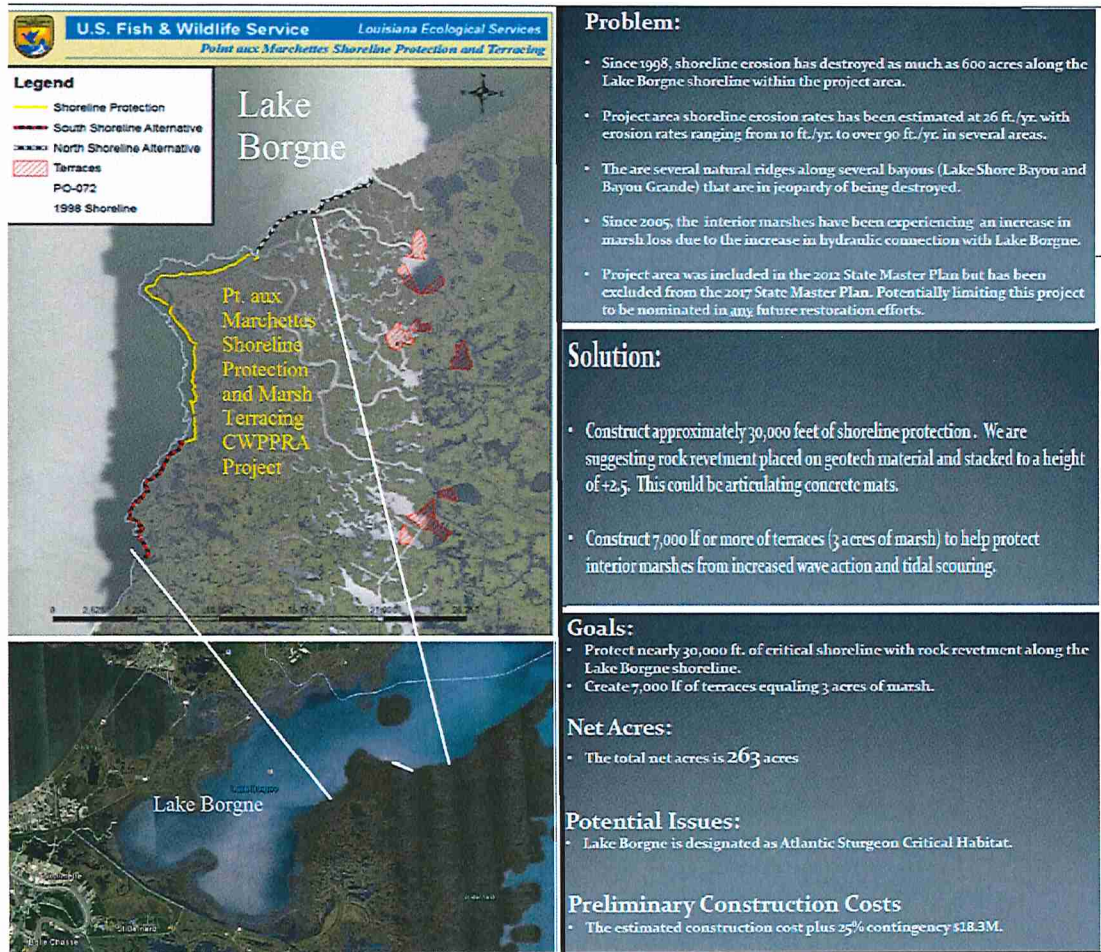 U.S. Fish & Wildlife Service
Louisiana Ecological Services
Point aux Marchettes Shoreline Protection and Terracing
Legend
Shoreline Protection
South Shoreline Alternative
North Shoreline Alternative
Terraces
PO-072
1998 Shoreline
Lake
Borgne
Pt. aux
Marchettes
Shoreline
Protection
and Marsh
Terracing
CWPPRA
Project
Lake Borgne
Problem:
• Since 1998, shoreline erosion has destroyed as much as 600 acres along the
Lake Borgne shoreline within the project area.
• Project area shoreline erosion rates has been estimated at 26 ft./yr. with
erosion rates ranging from 10 ft./yr. to over 90 ft./yr. in several areas.
• The are several natural ridges along several bayous (Lake Shore Bayou and
Bayou Grande) that are in jeopardy of being destroyed.
• Since 2005, the interior marshes have been experiencing an increase in
marsh loss due to the increase in hydraulic connection with Lake Borgne.
• Project area was included in the 2012 State Master Plan but has been
excluded from the 2017 State Master Plan. Potentially limiting this project
to be nominated in any future restoration efforts.
Solution:
• Construct approximately 30,000 feet of shoreline protection . We are
suggesting rock revetment placed on geotech material and stacked to a height
of +2.5. This could be articulating concrete mats.
• Construct 7,000 lf or more of terraces (3 acres of marsh) to help protect
interior marshes from increased wave action and tidal scouring.
Goals:
• Protect nearly 30,000 ft. of critical shoreline with rock revetment along the
Lake Borgne shoreline.
• Create 7,000 lf of terraces equaling 3 acres of marsh.
Net Acres:
• The total net acres is 263 acres
Potential Issues:
• Lake Borgne is designated as Atlantic Sturgeon Critical Habitat.
Preliminary Construction Costs
• The estimated construction cost plus 25% contingency $18.3M.